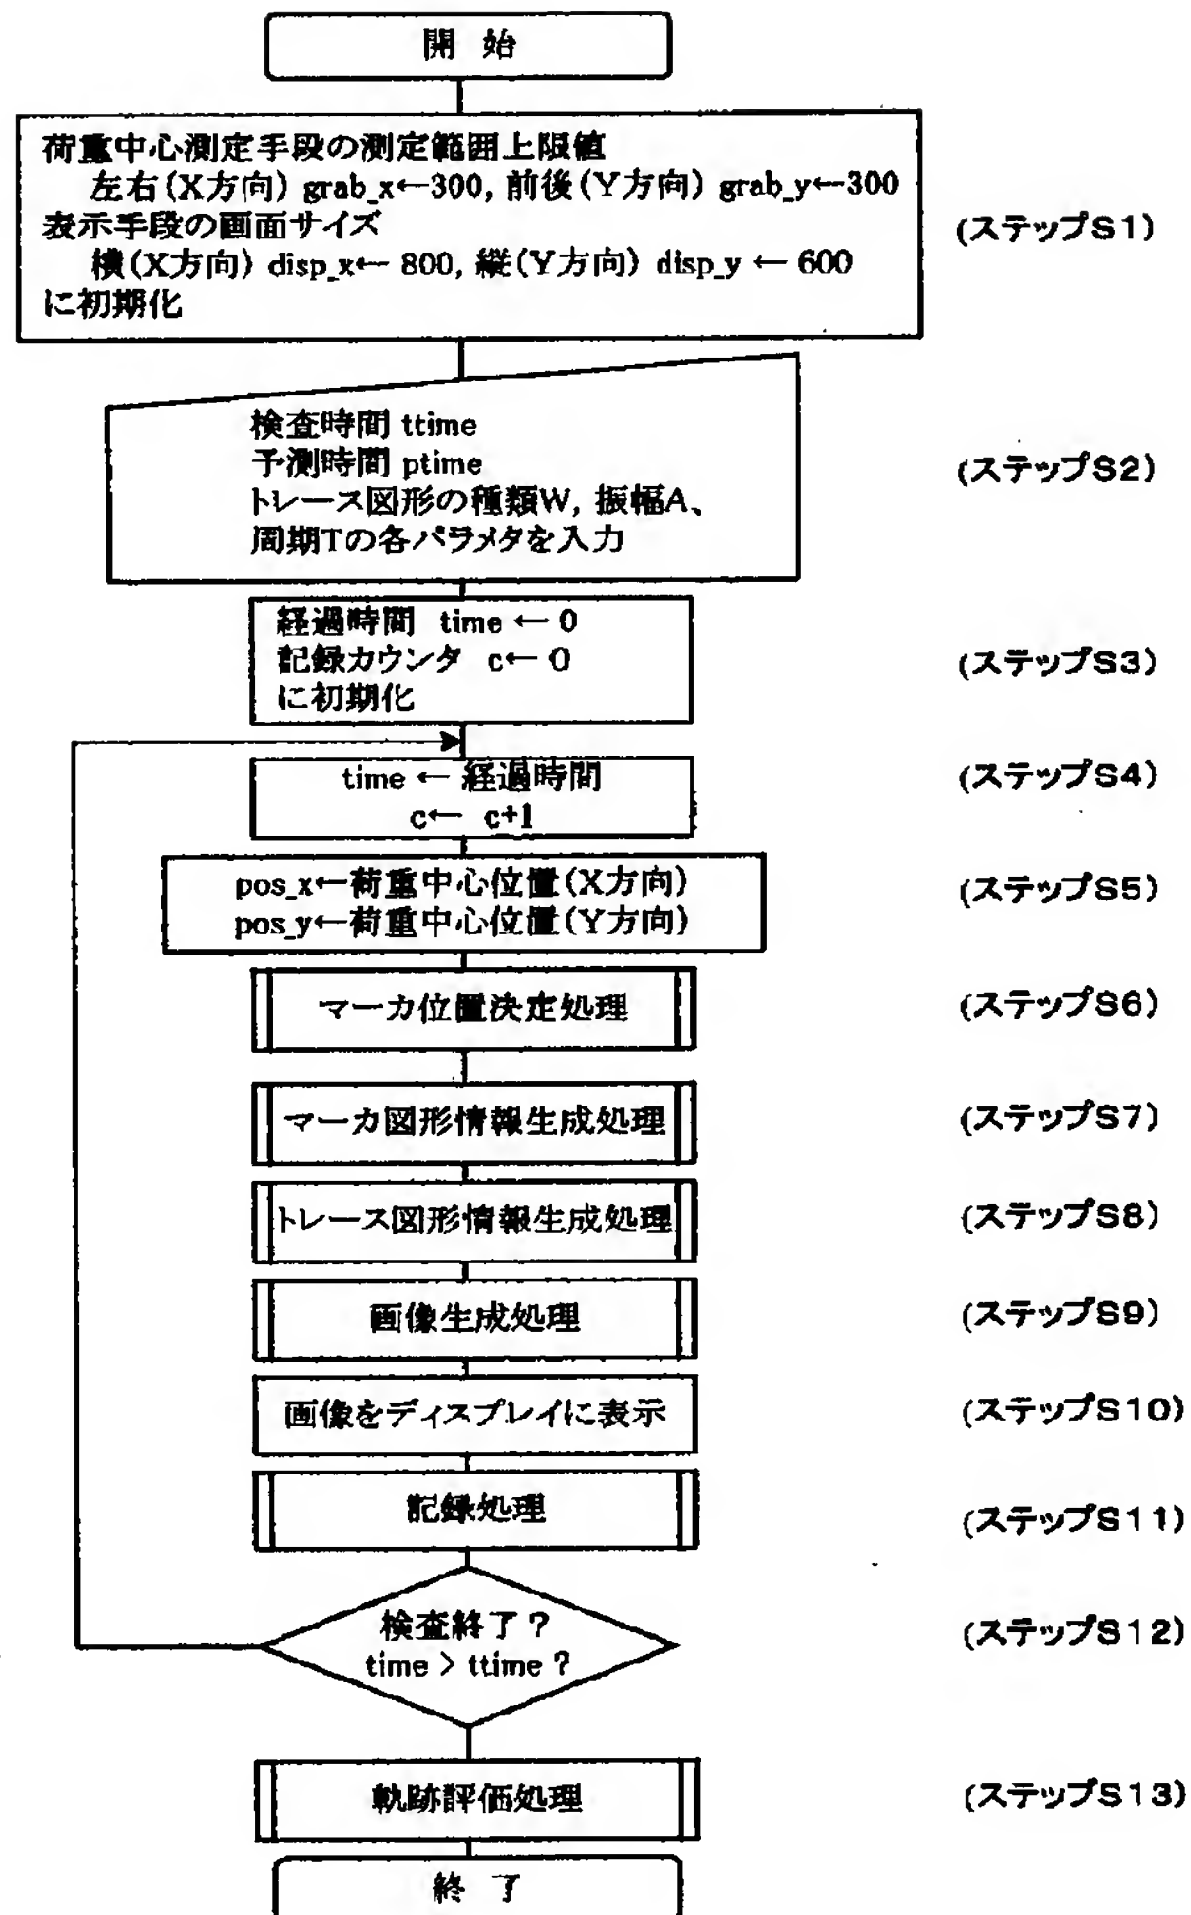 開 始
荷重中心測定手段の測定範囲上限値
左右(X方向) grab_x←300, 前後(Y方向) grab_y←300
表示手段の画面サイズ
横(X方向) disp_x← 800, 縦(Y方向) disp_y ← 600
に初期化
(ステップS1)
検査時間 ttime
予測時間 ptime
トレース図形の種類W, 振幅A、
周期Tの各パラメタを入力
(ステップS2)
経過時間 time ← 0
記録カウンタ c← 0
に初期化
(ステップS3)
time ← 経過時間
c← c+1
(ステップS4)
pos_x←荷重中心位置(X方向)
pos_y←荷重中心位置(Y方向)
(ステップS5)
マーカ位置決定処理
(ステップS6)
マーカ図形情報生成処理
(ステップS7)
トレース図形情報生成処理
(ステップS8)
画像生成処理
(ステップS9)
画像をディスプレイに表示
(ステップS10)
記録処理
(ステップS11)
検査終了?
time > ttime ?
(ステップS12)
軌跡評価処理
(ステップS13)
終 了